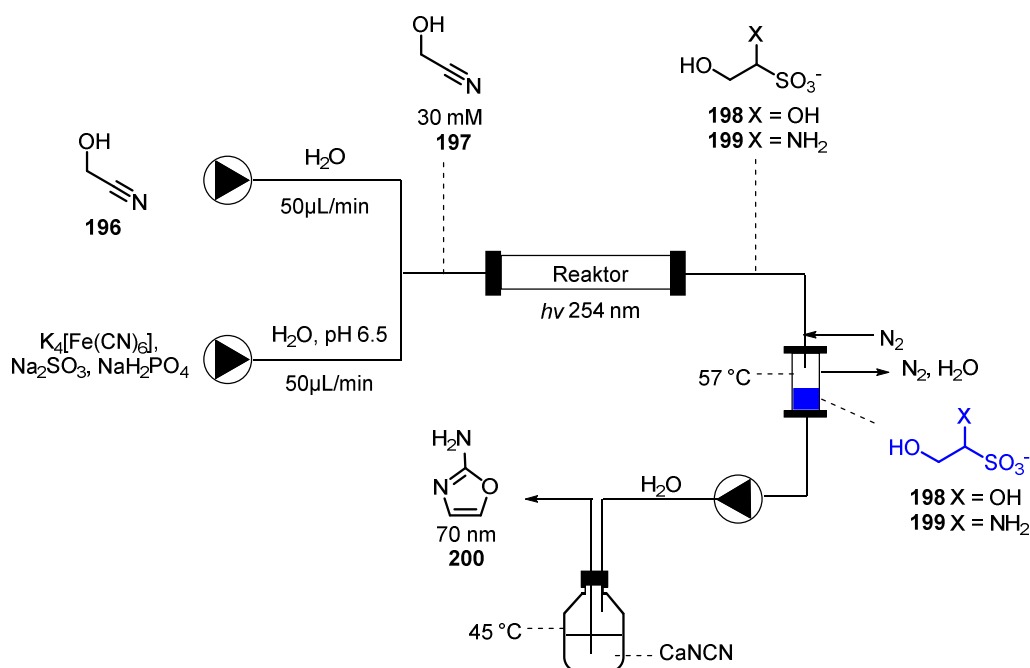 OH
N
196
H₂O
50µL/min
K₄[Fe(CN)₆],
Na₂SO₃, NaH₂PO₄
H₂O, pH 6.5
50µL/min
OH
N
30 mM
197
X
HO
SO₃⁻
198 X = OH
199 X = NH₂
Reaktor
hν 254 nm
N₂
57 °C
N₂, H₂O
X
HO
SO₃⁻
198 X = OH
199 X = NH₂
H₂O
H₂N
N
O
70 nm
200
45 °C
CaNCN